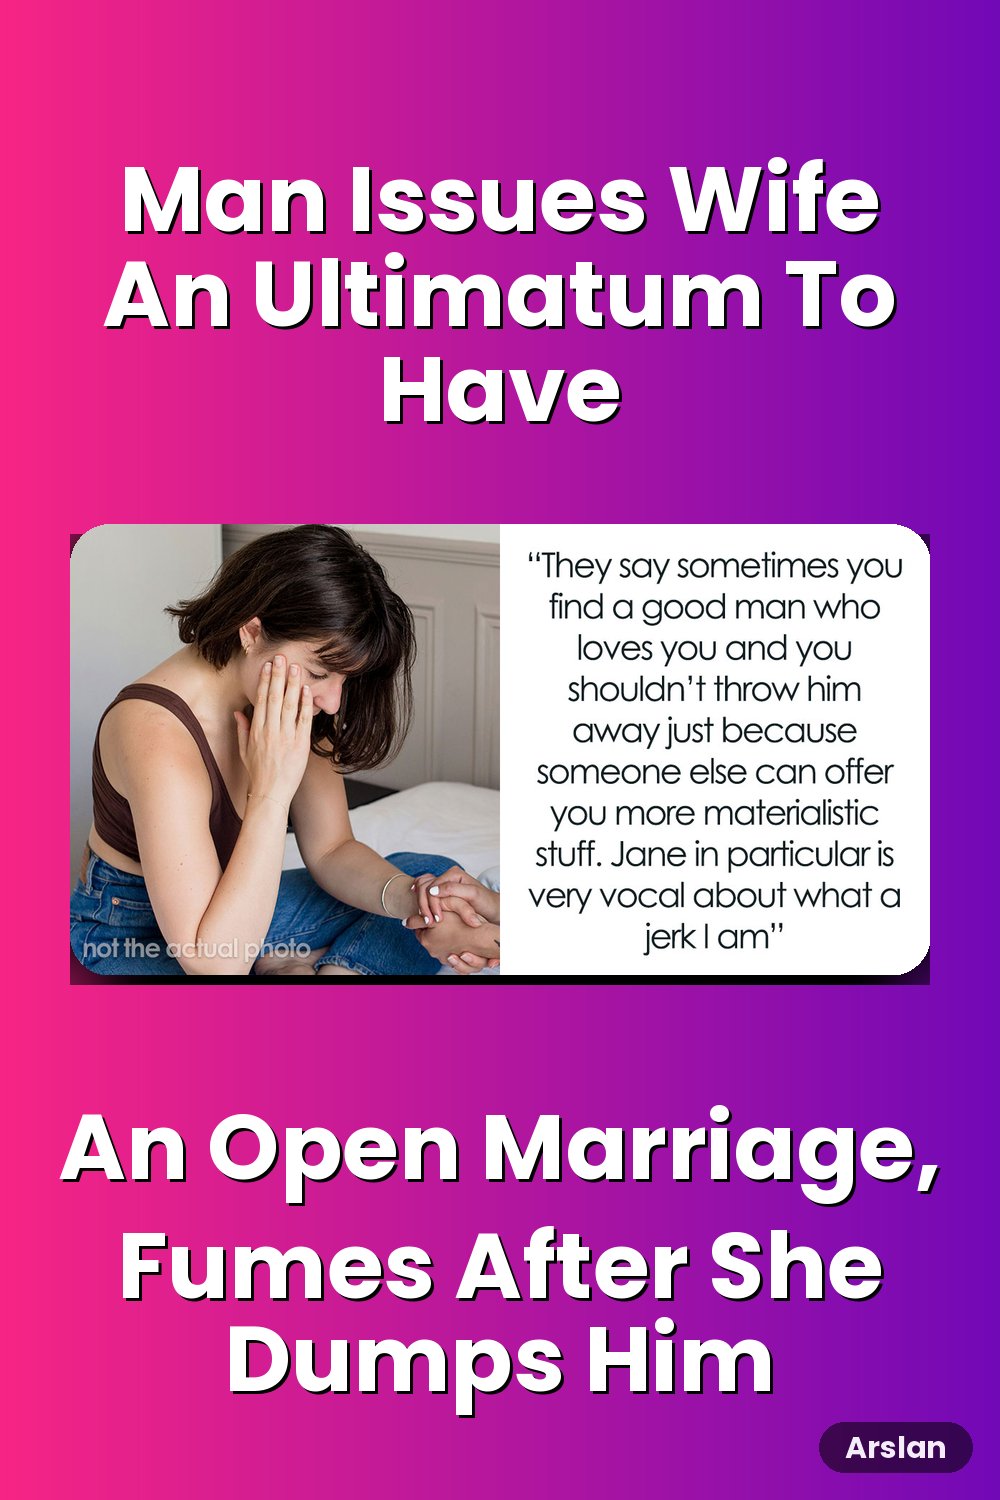 Man Issues Wife
An Ultimatum To
Have
“They say sometimes you
find a good man who
loves you and you
shouldn’t throw him
away just because
someone else can offer
you more materialistic
stuff. Jane in particular is
very vocal about what a
jerk I am”
not the actual photo
An Open Marriage,
Fumes After She
Dumps Him
Arslan